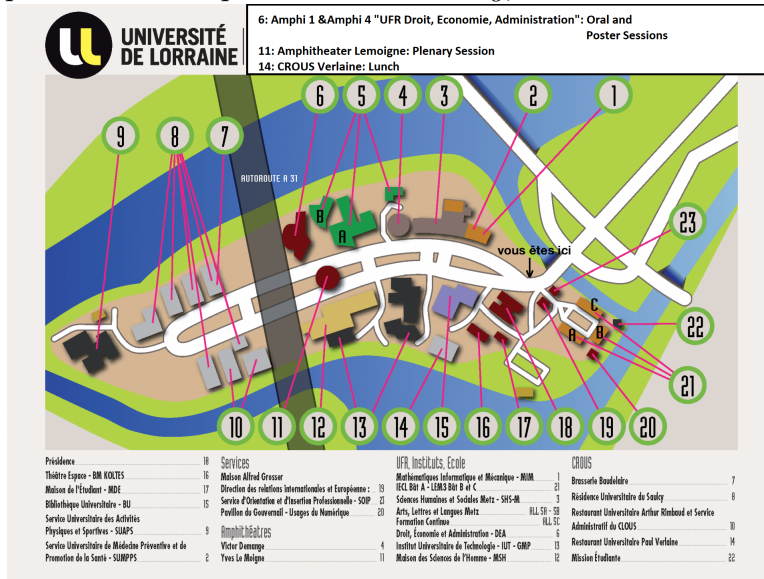 6: Amphi 1 &Amphi 4 "UFR Droit, Economie, Administration": Oral and
Poster Sessions
11: Amphitheater Lemoigne: Plenary Session
14: CROUS Verlaine: Lunch
UNIVERSITÉ
DE LORRAINE
9
8
7
6
5
4
3
2
1
AUTOROUTE A 31
B
A
vous êtes ici
23
C
A
B
22
21
10
11
12
13
14
15
16
17
18
19
20
Présidence 18
Théâtre Espace - BM KOLTES 16
Maison de l'Étudiant - MDE 17
Bibliothèque Universitaire - BU 15
Service Universitaire des Activités
Physiques et Sportives - SUAPS 9
Service Universitaire de Médecine Préventive et de
Promotion de la Santé - SUMPPS 2
Services
Maison Alfred Grosser
Direction des relations Internationales et Européenne : 19
Service d'Orientation et d'Insertion Professionnelle - SOIP
Pavillon du Gouvernail - Usages du Numérique 20
Amphithéâtres
Victor Demange 4
Yves Le Moigne 11
UFR, Instituts, Ecole
Mathématiques Informatique et Mécanique - MIM 1
IECL Bât A - LEM3 Bât B et C 21
Sciences Humaines et Sociales Metz - SHS-M 3
Arts, Lettres et Langues Metz ALL 5A - 5B
Formation Continue ALL 5C
Droit, Économie et Administration - DEA 6
Institut Universitaire de Technologie - IUT - GMP 13
Maison des Sciences de l'Homme - MSH 12
CROUS
Brasserie Baudelaire 7
Résidence Universitaire du Saulcy 8
Restaurant Universitaire Arthur Rimbaud et Service
Administratif du CLOUS 10
Restaurant Universitaire Paul Verlaine 14
Mission Étudiante 22